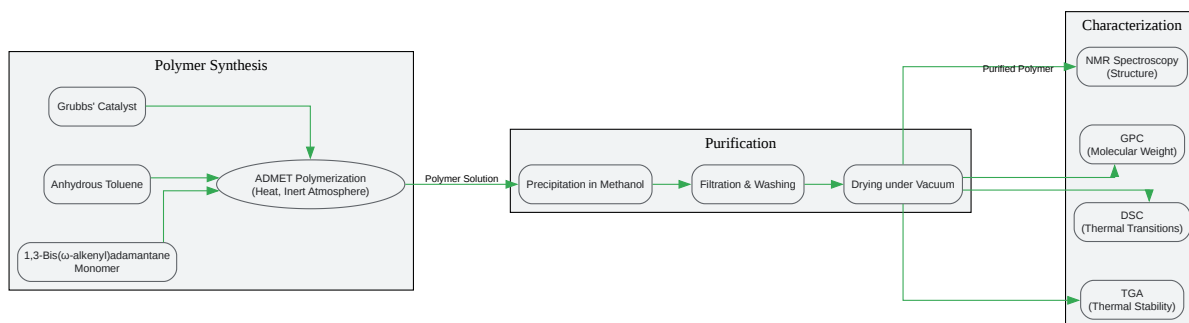 Polymer Synthesis
Grubbs' Catalyst
Anhydrous Toluene
1,3-Bis(ω-alkenyl)adamantane
Monomer
ADMET Polymerization
(Heat, Inert Atmosphere)
Polymer Solution
Purification
Precipitation in Methanol
Filtration & Washing
Drying under Vacuum
Purified Polymer
Characterization
NMR Spectroscopy
(Structure)
GPC
(Molecular Weight)
DSC
(Thermal Transitions)
TGA
(Thermal Stability)